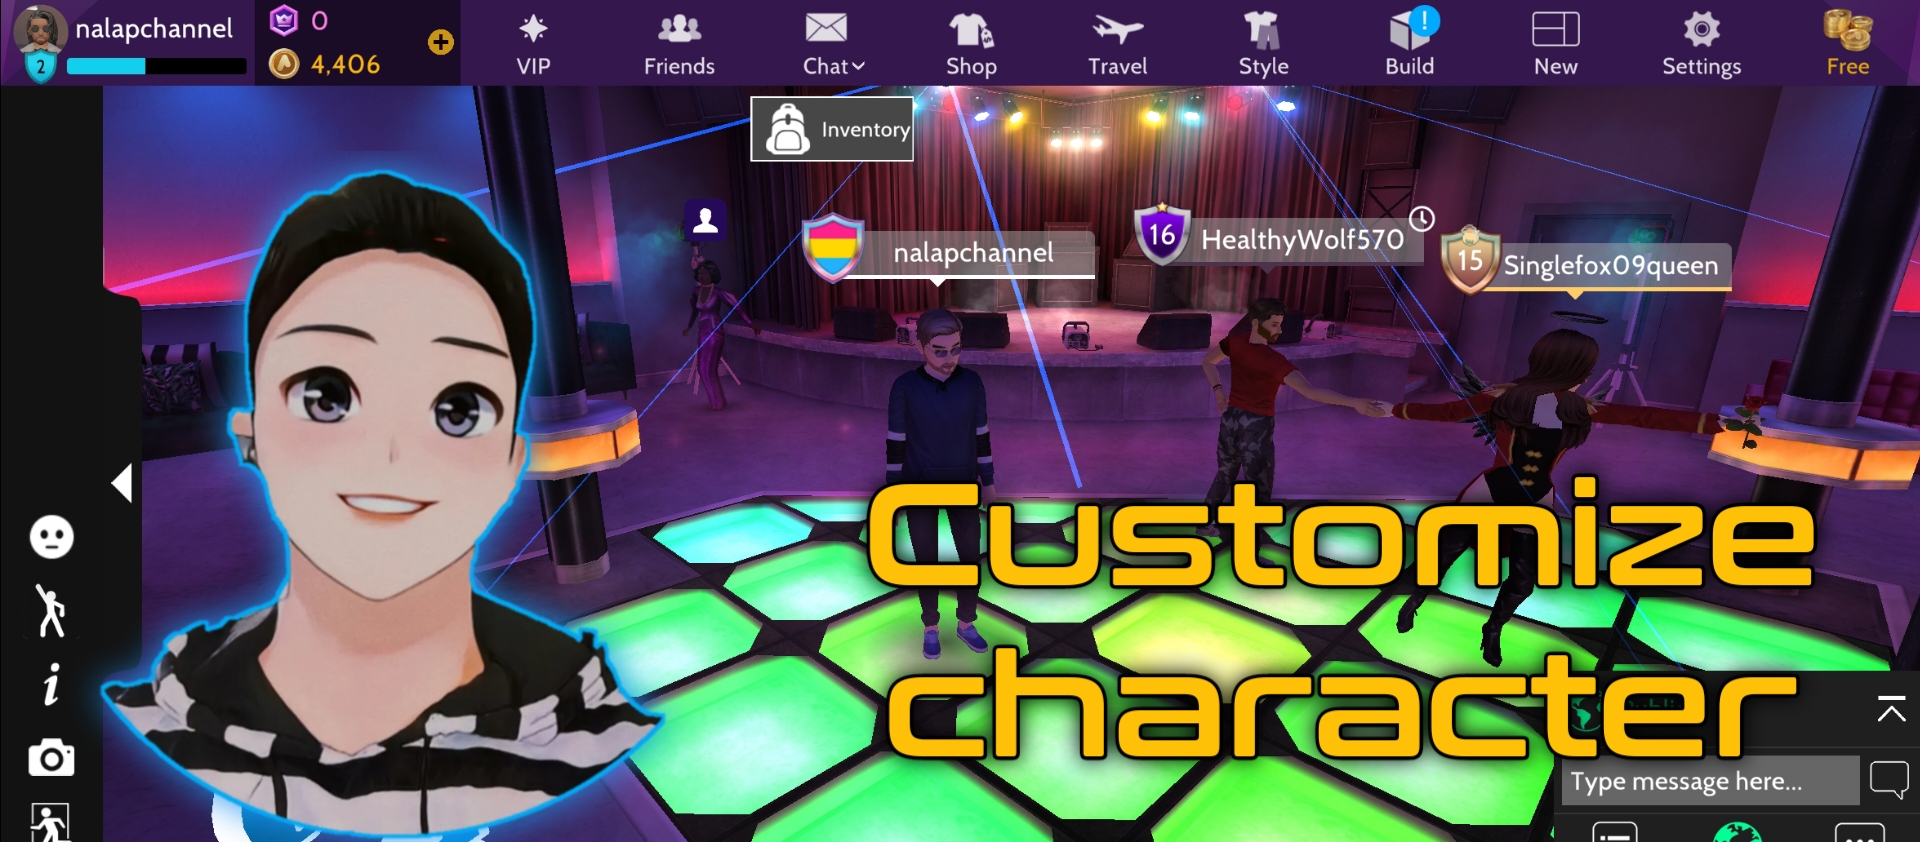 nalapchannel
2
0
4,406
VIP
Friends
Chat
Shop
Travel
Style
Build
!
New
Settings
Free
Inventory
nalapchannel
16
HealthyWolf570
15
Singlefox09queen
Customize
character
Type message here...